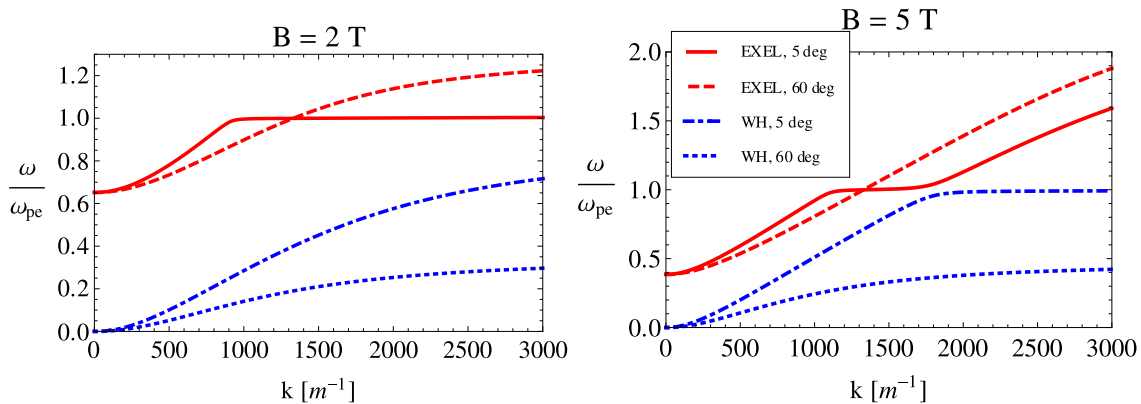 B = 2 T
1.2
1.0
0.8
0.6
0.4
0.2
0.0
ω
ω_pe
0 500 1000 1500 2000 2500 3000
k [m⁻¹]
B = 5 T
EXEL, 5 deg
EXEL, 60 deg
WH, 5 deg
WH, 60 deg
2.0
1.5
1.0
0.5
0.0
ω
ω_pe
0 500 1000 1500 2000 2500 3000
k [m⁻¹]